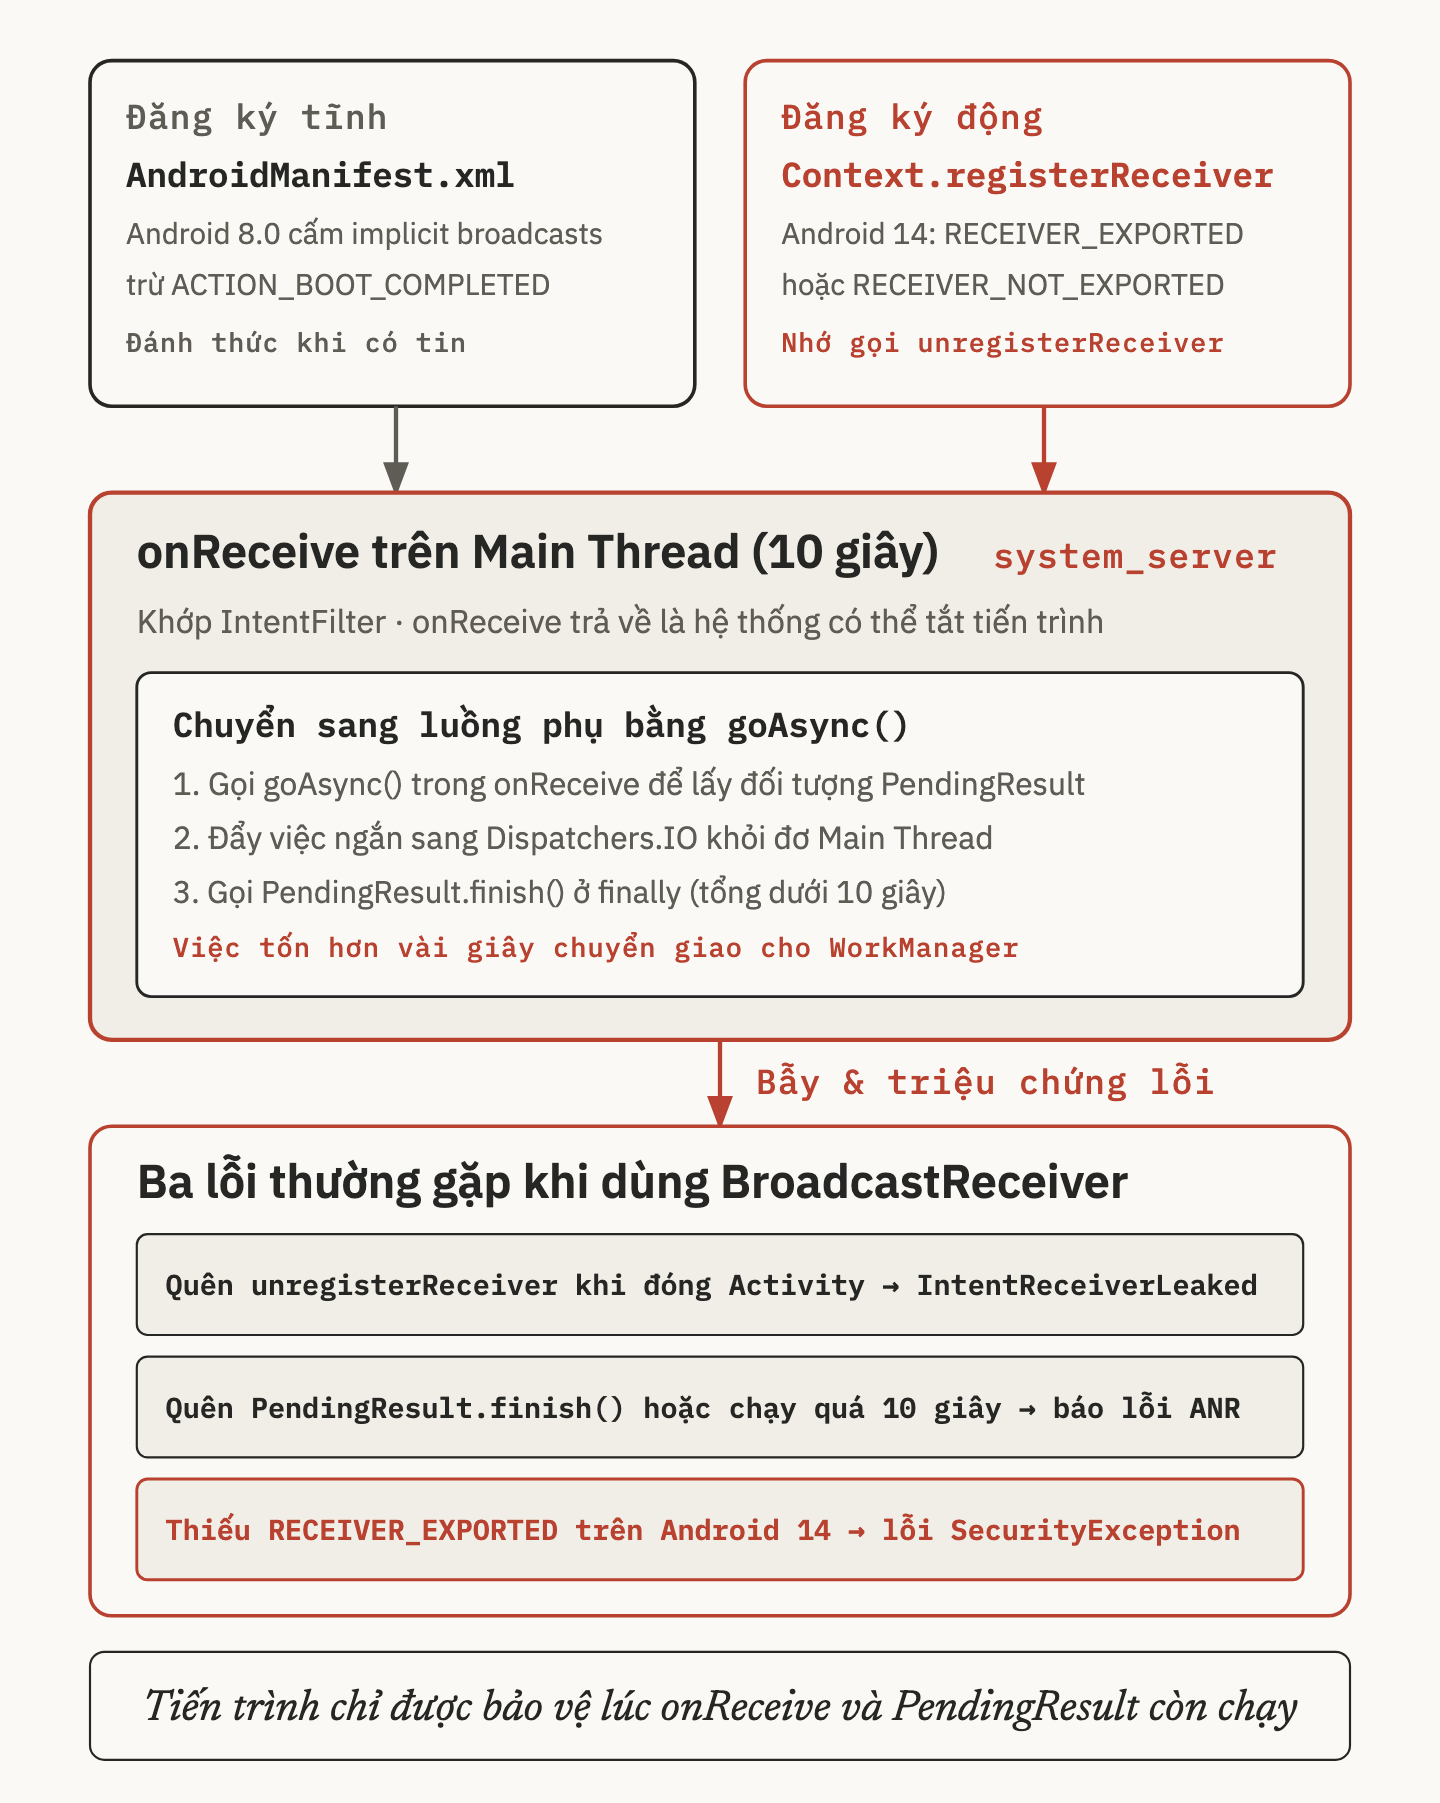 Đăng ký tĩnh
AndroidManifest.xml
Android 8.0 cấm implicit broadcasts
trừ ACTION_BOOT_COMPLETED
Đánh thức khi có tin
Đăng ký động
Context.registerReceiver
Android 14: RECEIVER_EXPORTED
hoặc RECEIVER_NOT_EXPORTED
Nhớ gọi unregisterReceiver
onReceive trên Main Thread (10 giây)
system_server
Khớp IntentFilter · onReceive trả về là hệ thống có thể tắt tiến trình
Chuyển sang luồng phụ bằng goAsync()
1. Gọi goAsync() trong onReceive để lấy đối tượng PendingResult
2. Đẩy việc ngắn sang Dispatchers.IO khỏi đơ Main Thread
3. Gọi PendingResult.finish() ở finally (tổng dưới 10 giây)
Việc tốn hơn vài giây chuyển giao cho WorkManager
Bẫy & triệu chứng lỗi
Ba lỗi thường gặp khi dùng BroadcastReceiver
Quên unregisterReceiver khi đóng Activity → IntentReceiverLeaked
Quên PendingResult.finish() hoặc chạy quá 10 giây → báo lỗi ANR
Thiếu RECEIVER_EXPORTED trên Android 14 → lỗi SecurityException
Tiến trình chỉ được bảo vệ lúc onReceive và PendingResult còn chạy